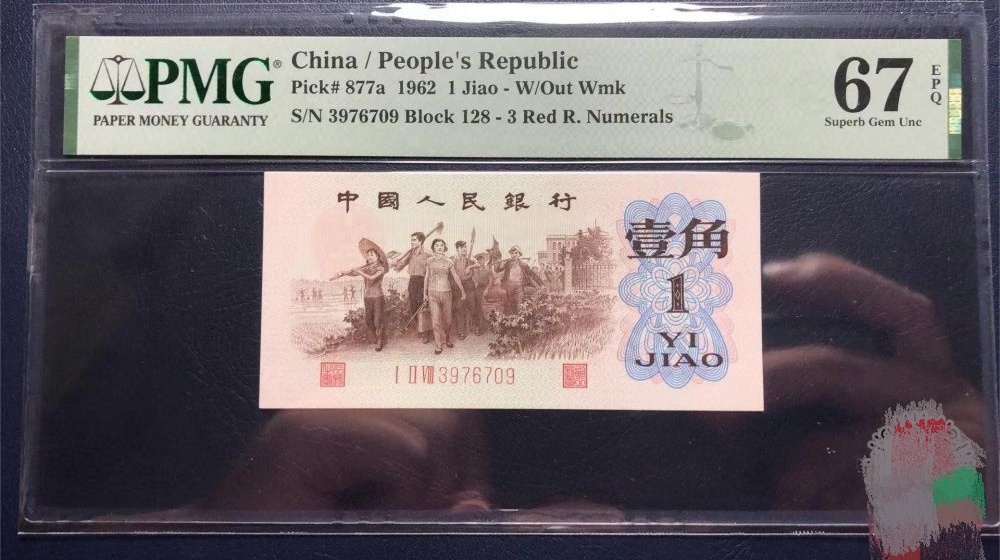 PMG®
PAPER MONEY GUARANTY
China / People's Republic
Pick# 877a 1962 1 Jiao - W/Out Wmk
S/N 3976709 Block 128 - 3 Red R. Numerals
67
EPQ
Superb Gem Unc
中國人民銀行
壹角
1
YI
JIAO
I II VIII 3976709